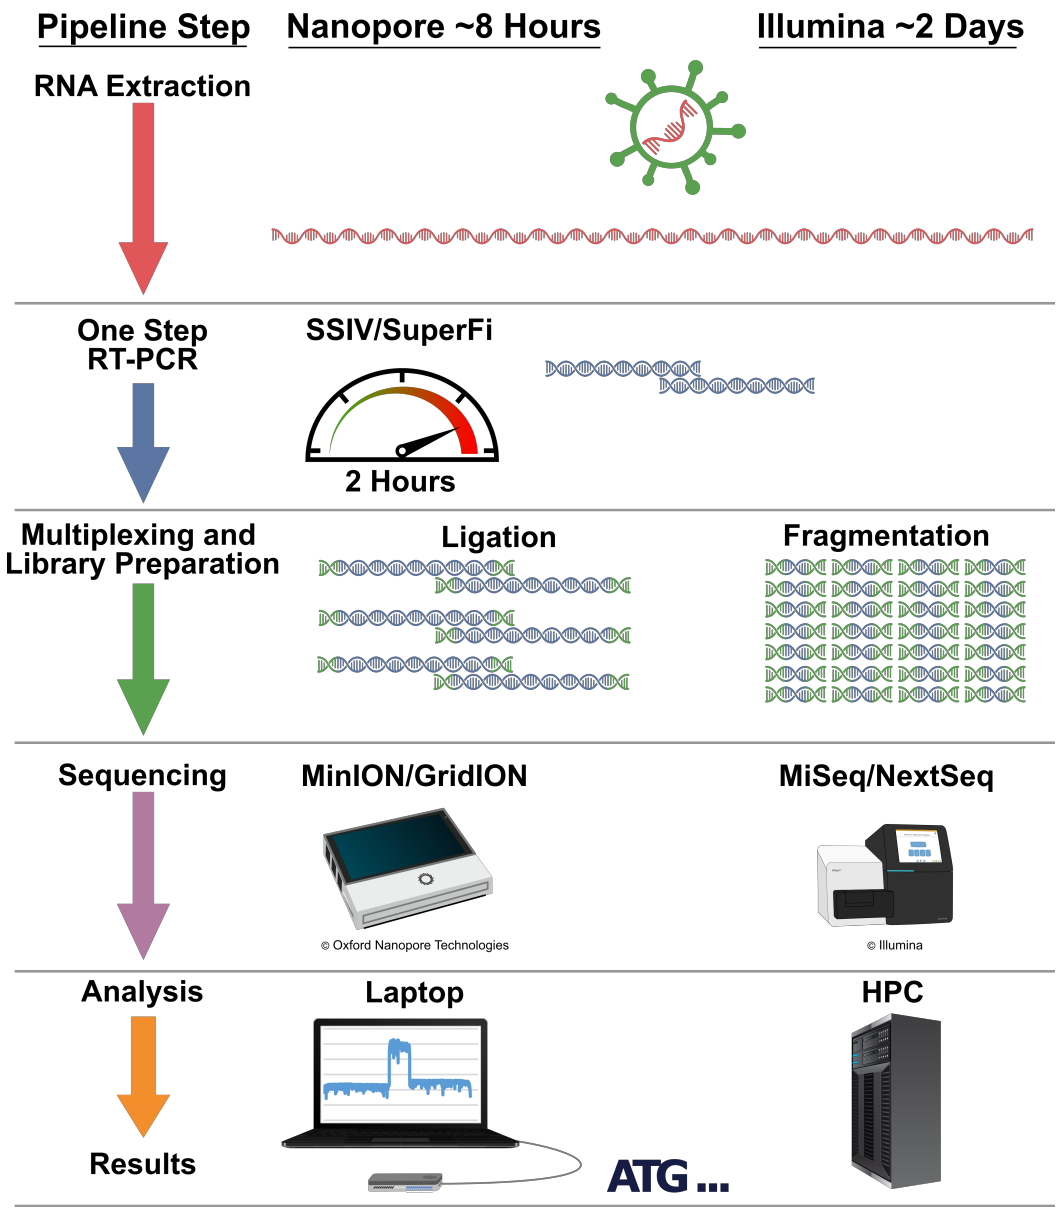 Pipeline Step
Nanopore ~8 Hours
Illumina ~2 Days
RNA Extraction
One Step
RT-PCR
SSIV/SuperFi
2 Hours
Multiplexing and
Library Preparation
Ligation
Fragmentation
Sequencing
MinION/GridION
MiSeq/NextSeq
© Oxford Nanopore Technologies
© Illumina
Analysis
Laptop
HPC
Results
ATG ...